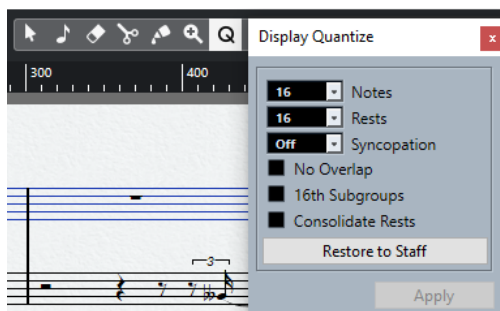 Q
Display Quantize
x
300
400
16 Notes
16 Rests
Off Syncopation
No Overlap
16th Subgroups
Consolidate Rests
Restore to Staff
3
Apply